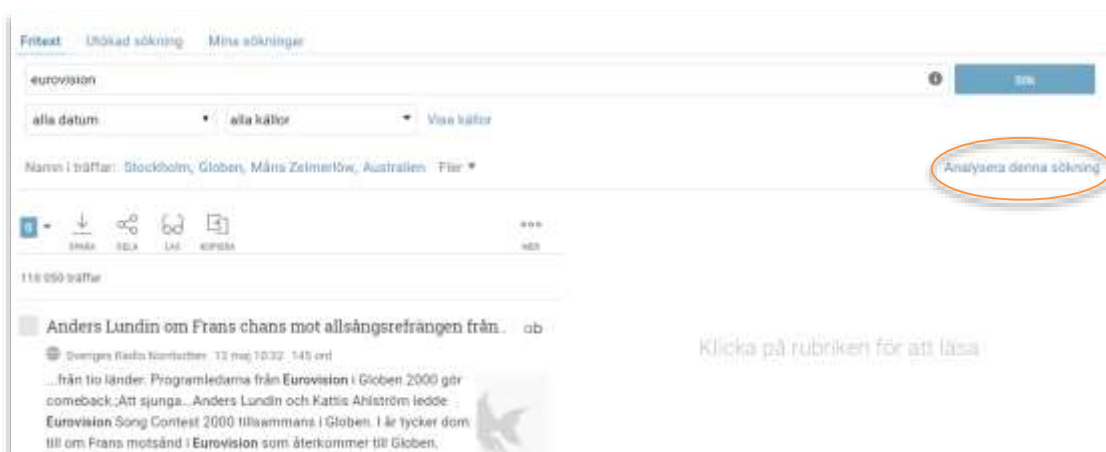 Fritext Utökad sökning Mina sökningar
eurovision SÖK
alla datum alla källor Visa källor
Namn i träffar: Stockholm, Globen, Måns Zelmerlöw, Australien Fler Analysera denna sökning
0
SPARA DELA LÄS KOPIERA MER
träffar
Anders Lundin om Frans chans mot allsångsrefrängen från.. ab
Sveriges Radio Norrbotten 13 maj 10:32 145 ord
...från tio länder. Programledarna från Eurovision i Globen 2000 gör
comeback.;Att sjunga...Anders Lundin och Kattis Ahlström ledde
Eurovision Song Contest 2000 tillsammans i Globen. I år tycker dom
till om Frans motsånd i Eurovision som återkommer till Globen.
Klicka på rubriken för att läsa